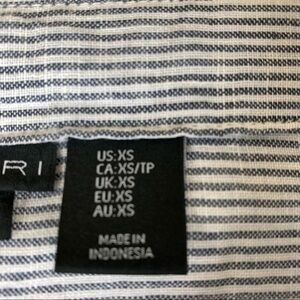 RI
US:XS
CA:XS/TP
UK:XS
EU:XS
AU:XS
MADE IN
INDONESIA